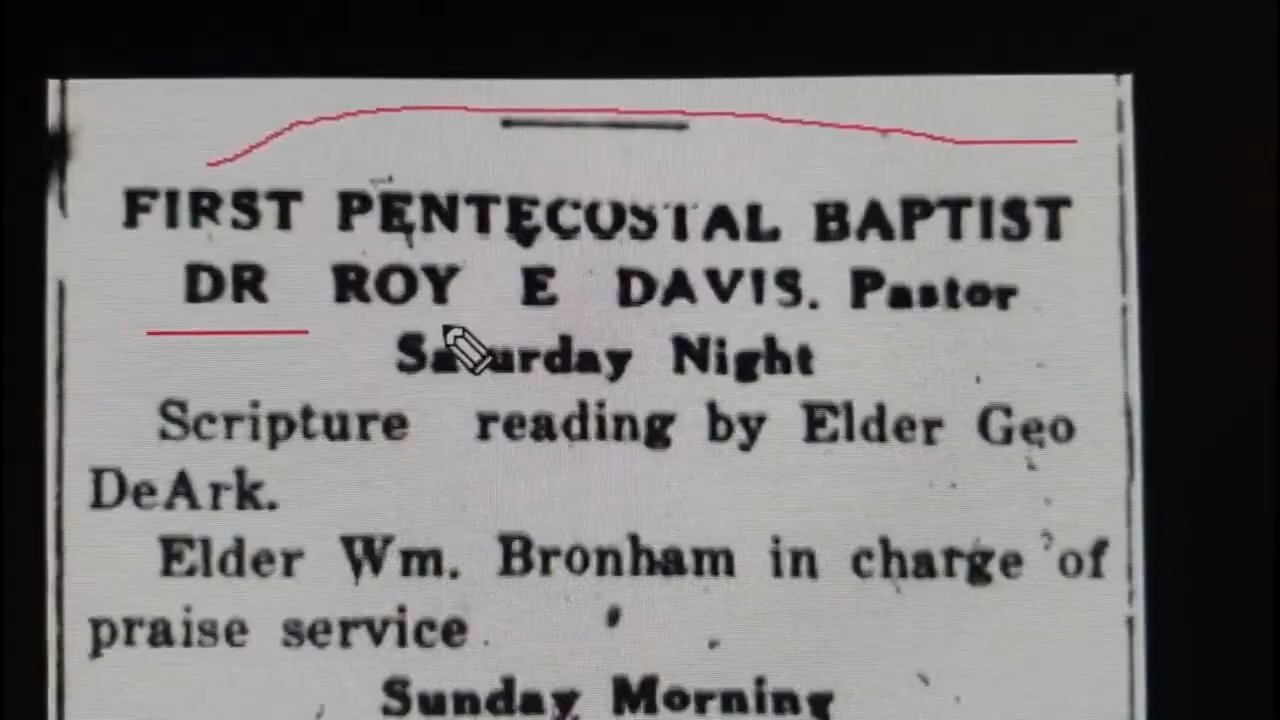 FIRST PENTECOSTAL BAPTIST
DR ROY E DAVIS. Pastor
Saturday Night
Scripture reading by Elder Geo
DeArk.
Elder Wm. Bronham in charge of
praise service.
Sunday Morning